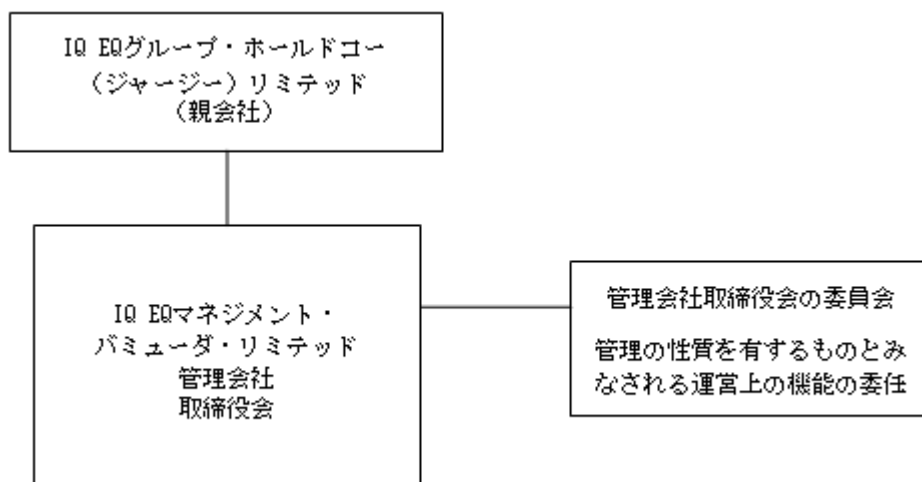 IQ EQグループ・ホールドコー
（ジャージー）リミテッド
（親会社）
IQ EQマネジメント・
バミューダ・リミテッド
管理会社
取締役会
管理会社取締役会の委員会
管理の性質を有するものとみ
なされる運営上の機能の委任